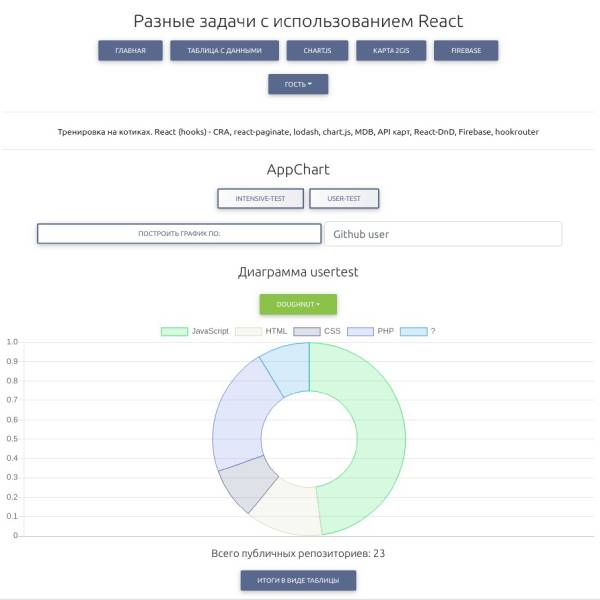 Разные задачи с использованием React
ГЛАВНАЯ ТАБЛИЦА С ДАННЫМИ CHARTJS КАРТА 2GIS FIREBASE
ГОСТЬ
Тренировка на котиках. React (hooks) - CRA, react-paginate, lodash, chart.js, MDB, API карт, React-DnD, Firebase, hookrouter
AppChart
INTENSIVE-TEST USER-TEST
ПОСТРОИТЬ ГРАФИК ПО: Github user
Диаграмма usertest
DOUGHNUT
JavaScript HTML CSS PHP ?
1.0
0.9
0.8
0.7
0.6
0.5
0.4
0.3
0.2
0.1
0
Всего публичных репозиториев: 23
ИТОГИ В ВИДЕ ТАБЛИЦЫ